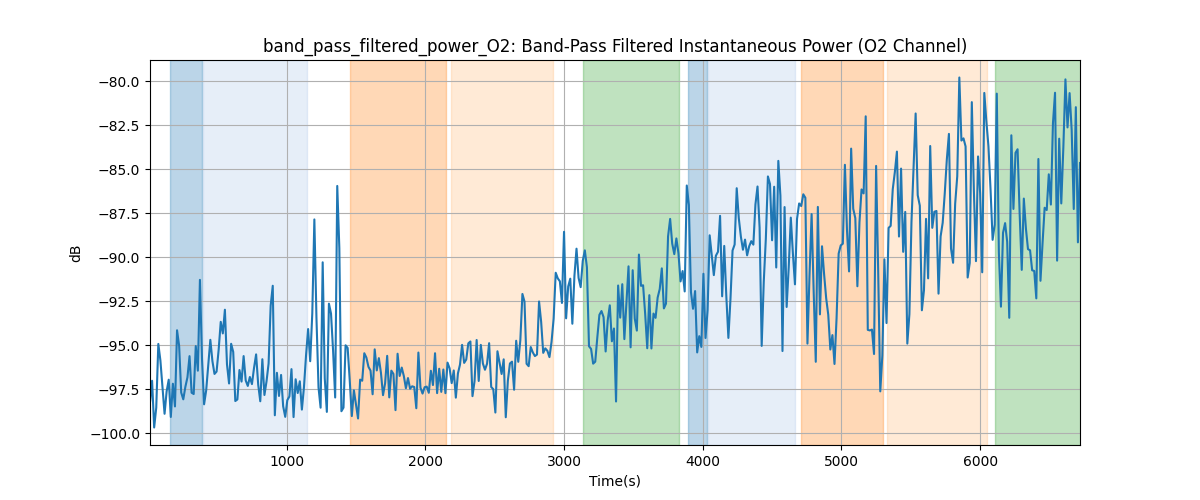 band_pass_filtered_power_O2: Band-Pass Filtered Instantaneous Power (O2 Channel)
−80.0
−82.5
−85.0
−87.5
−90.0
−92.5
−95.0
−97.5
−100.0
dB
1000 2000 3000 4000 5000 6000
Time(s)